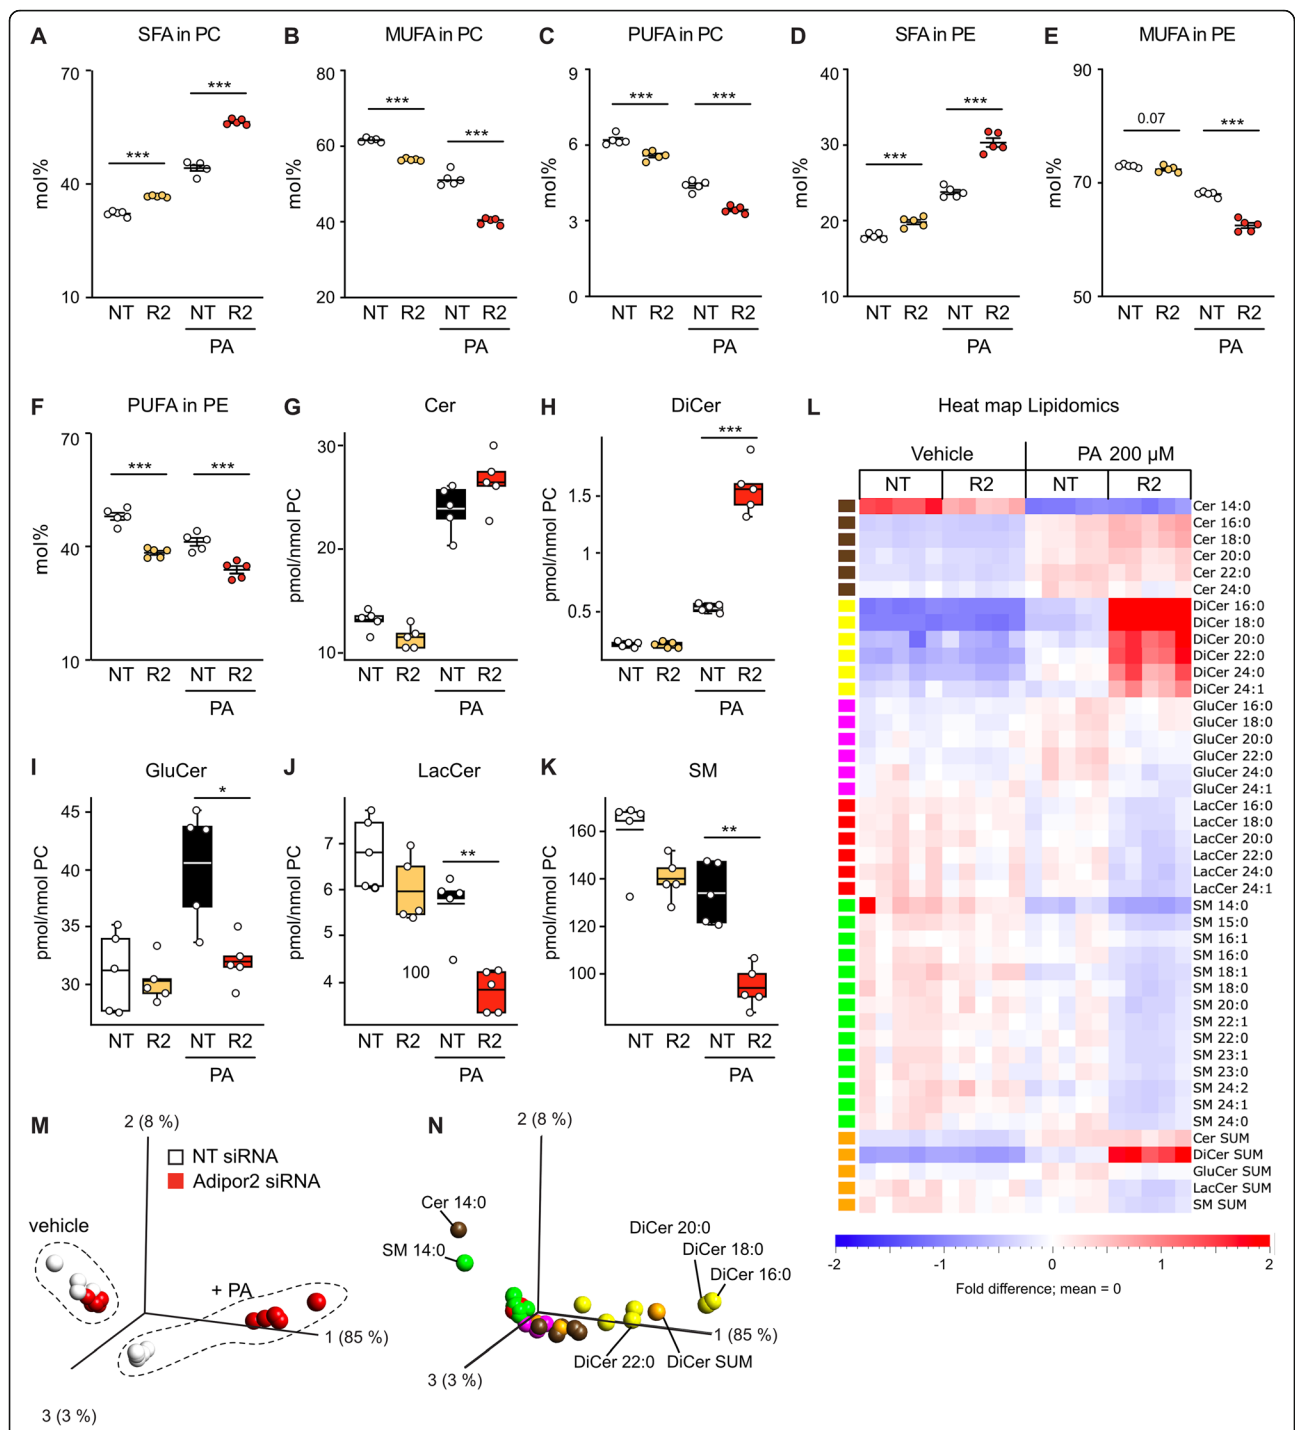 A SFA in PC
B MUFA in PC
C PUFA in PC
D SFA in PE
E MUFA in PE
70
40
10
mol%
***
***
NT R2 NT R2
PA
80
60
40
20
mol%
***
***
NT R2 NT R2
PA
9
6
3
0
mol%
***
***
NT R2 NT R2
PA
40
30
20
10
mol%
***
***
NT R2 NT R2
PA
90
70
50
mol%
0.07
***
NT R2 NT R2
PA
F PUFA in PE
70
40
10
mol%
***
***
NT R2 NT R2
PA
G Cer
30
20
10
pmol/nmol PC
NT R2 NT R2
PA
H DiCer
1.5
1
0.5
pmol/nmol PC
***
NT R2 NT R2
PA
I GluCer
45
40
35
30
pmol/nmol PC
*
NT R2 NT R2
PA
J LacCer
7
6
5
4
pmol/nmol PC
**
100
NT R2 NT R2
PA
K SM
160
140
120
100
pmol/nmol PC
**
NT R2 NT R2
PA
L Heat map Lipidomics
Vehicle PA 200 µM
NT R2 NT R2
Cer 14:0
Cer 16:0
Cer 18:0
Cer 20:0
Cer 22:0
Cer 24:0
DiCer 16:0
DiCer 18:0
DiCer 20:0
DiCer 22:0
DiCer 24:0
DiCer 24:1
GluCer 16:0
GluCer 18:0
GluCer 20:0
GluCer 22:0
GluCer 24:0
GluCer 24:1
LacCer 16:0
LacCer 18:0
LacCer 20:0
LacCer 22:0
LacCer 24:0
LacCer 24:1
SM 14:0
SM 15:0
SM 16:1
SM 16:0
SM 18:1
SM 18:0
SM 20:0
SM 22:1
SM 22:0
SM 23:1
SM 23:0
SM 24:2
SM 24:1
SM 24:0
Cer SUM
DiCer SUM
GluCer SUM
LacCer SUM
SM SUM
-2 -1 0 1 2
Fold difference; mean = 0
M
2 (8 %)
NT siRNA
Adipor2 siRNA
vehicle
+ PA
1 (85 %)
3 (3 %)
N
2 (8 %)
Cer 14:0
SM 14:0
DiCer 20:0
DiCer 18:0
DiCer 16:0
1 (85 %)
DiCer 22:0 DiCer SUM
3 (3 %)